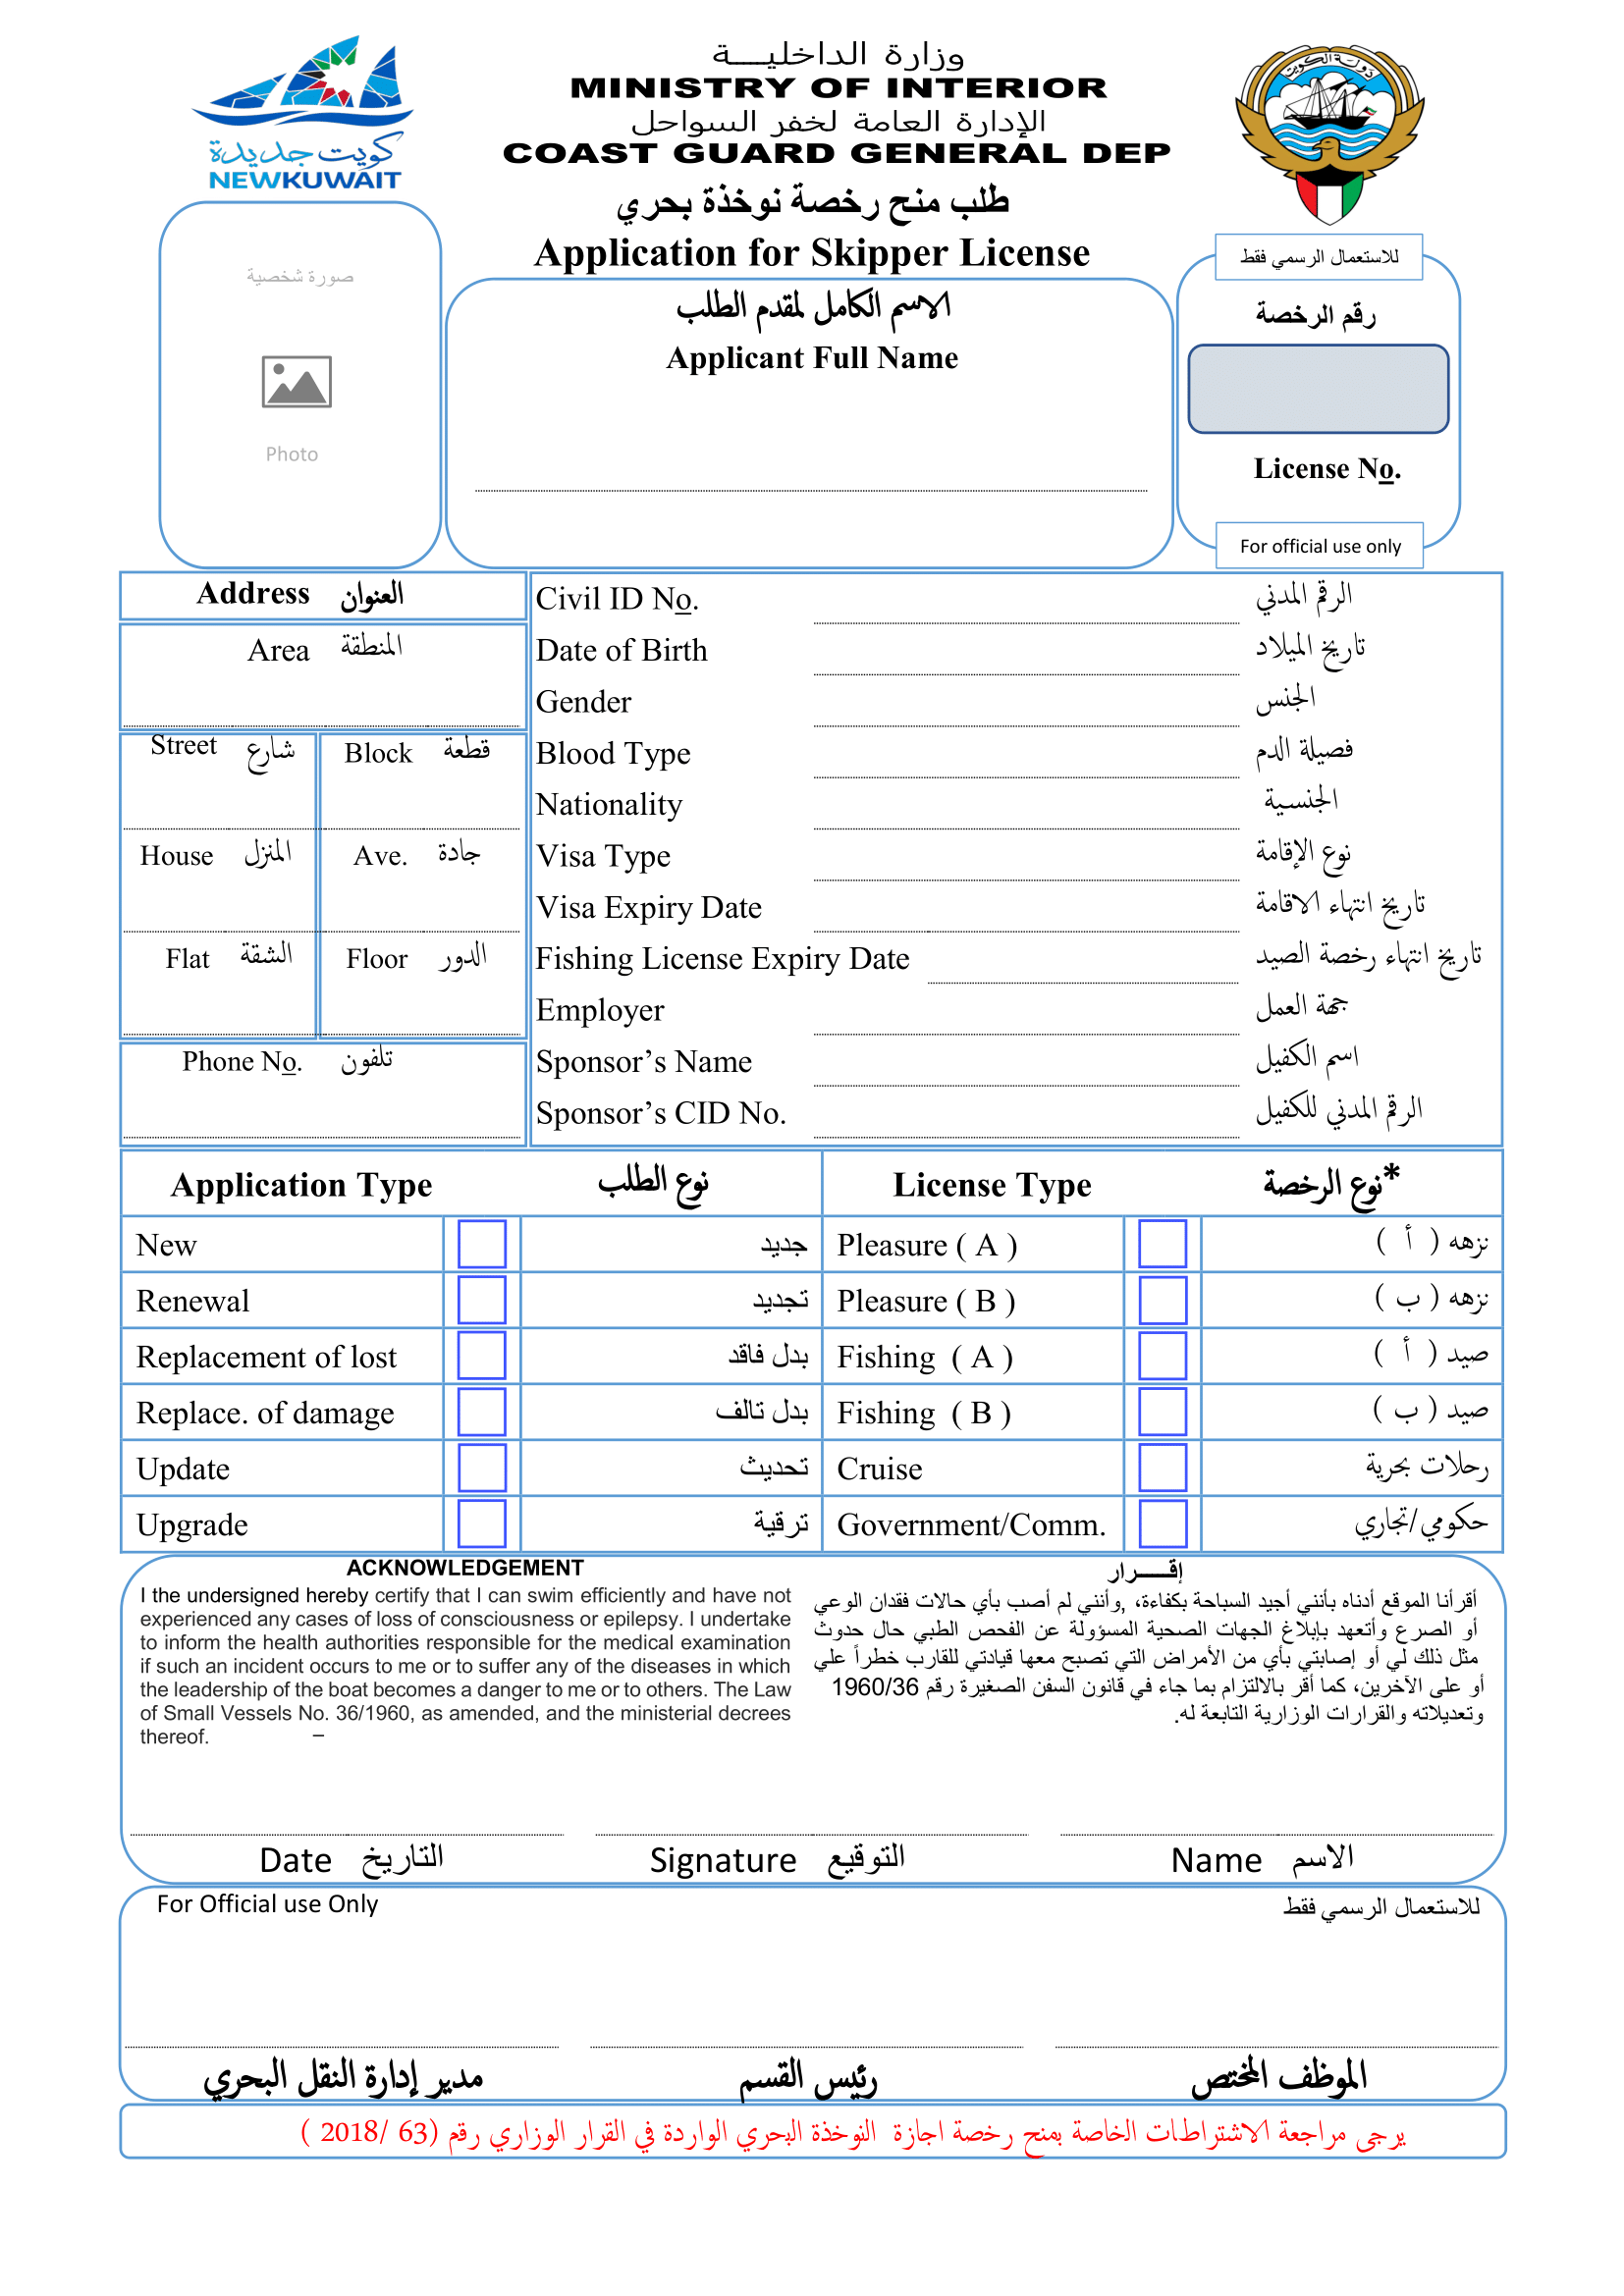 وزارة الداخليـــة
MINISTRY OF INTERIOR
الإدارة العامة لخفر السواحل
COAST GUARD GENERAL DEP
كويت جديدة
NEWKUWAIT
دولة الكويت
طلب منح رخصة نوخذة بحري
Application for Skipper License
صورة شخصية
Photo
الاسم الكامل لمقدم الطلب
Applicant Full Name
للاستعمال الرسمي فقط
رقم الرخصة
License No.
For official use only
Address العنوان
Area المنطقة
Street شارع Block قطعة
House المنزل Ave. جادة
Flat الشقة Floor الدور
Phone No. تلفون
Civil ID No. الرقم المدني
Date of Birth تاريخ الميلاد
Gender الجنس
Blood Type فصيلة الدم
Nationality الجنسية
Visa Type نوع الإقامة
Visa Expiry Date تاريخ انتهاء الاقامة
Fishing License Expiry Date تاريخ انتهاء رخصة الصيد
Employer جهة العمل
Sponsor’s Name اسم الكفيل
Sponsor’s CID No. الرقم المدني للكفيل
Application Type نوع الطلب License Type *نوع الرخصة
New جديد Pleasure ( A ) نزهه ( أ )
Renewal تجديد Pleasure ( B ) نزهه ( ب )
Replacement of lost بدل فاقد Fishing ( A ) صيد ( أ )
Replace. of damage بدل تالف Fishing ( B ) صيد ( ب )
Update تحديث Cruise رحلات بحرية
Upgrade ترقية Government/Comm. حكومي/تجاري
ACKNOWLEDGEMENT
I the undersigned hereby certify that I can swim efficiently and have not
experienced any cases of loss of consciousness or epilepsy. I undertake
to inform the health authorities responsible for the medical examination
if such an incident occurs to me or to suffer any of the diseases in which
the leadership of the boat becomes a danger to me or to others. The Law
of Small Vessels No. 36/1960, as amended, and the ministerial decrees
thereof. –
إقـــــرار
أقرأنا الموقع أدناه بأنني أجيد السباحة بكفاءة، ,وأنني لم أصب بأي حالات فقدان الوعي
أو الصرع وأتعهد بإبلاغ الجهات الصحية المسؤولة عن الفحص الطبي حال حدوث
مثل ذلك لي أو إصابتي بأي من الأمراض التي تصبح معها قيادتي للقارب خطراً علي
أو على الآخرين، كما أقر بالالتزام بما جاء في قانون السفن الصغيرة رقم 1960/36
وتعديلاته والقرارات الوزارية التابعة له.
Date التاريخ Signature التوقيع Name الاسم
For Official use Only للاستعمال الرسمي فقط
الموظف المختص رئيس القسم مدير إدارة النقل البحري
يرجى مراجعة الاشتراطات الخاصة بمنح رخصة اجازة النوخذة البحري الواردة في القرار الوزاري رقم (63 /2018 )